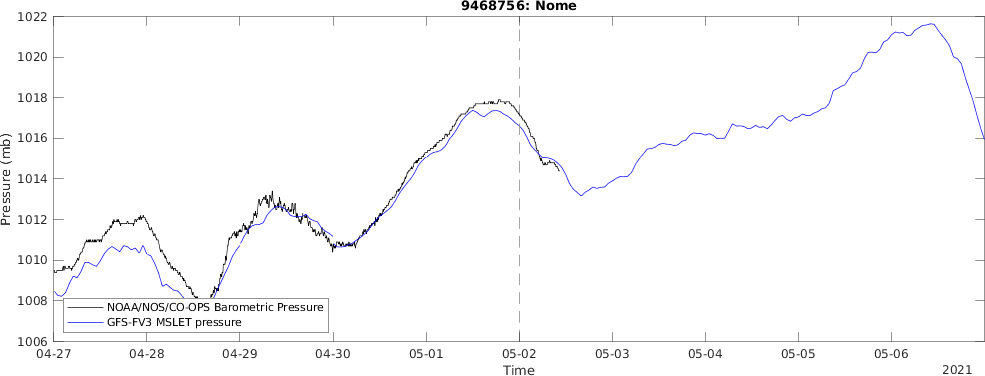 9468756: Nome
Pressure (mb)
1022
1020
1018
1016
1014
1012
1010
1008
1006
NOAA/NOS/CO-OPS Barometric Pressure
GFS-FV3 MSLET pressure
04-27 04-28 04-29 04-30 05-01 05-02 05-03 05-04 05-05 05-06
Time
2021